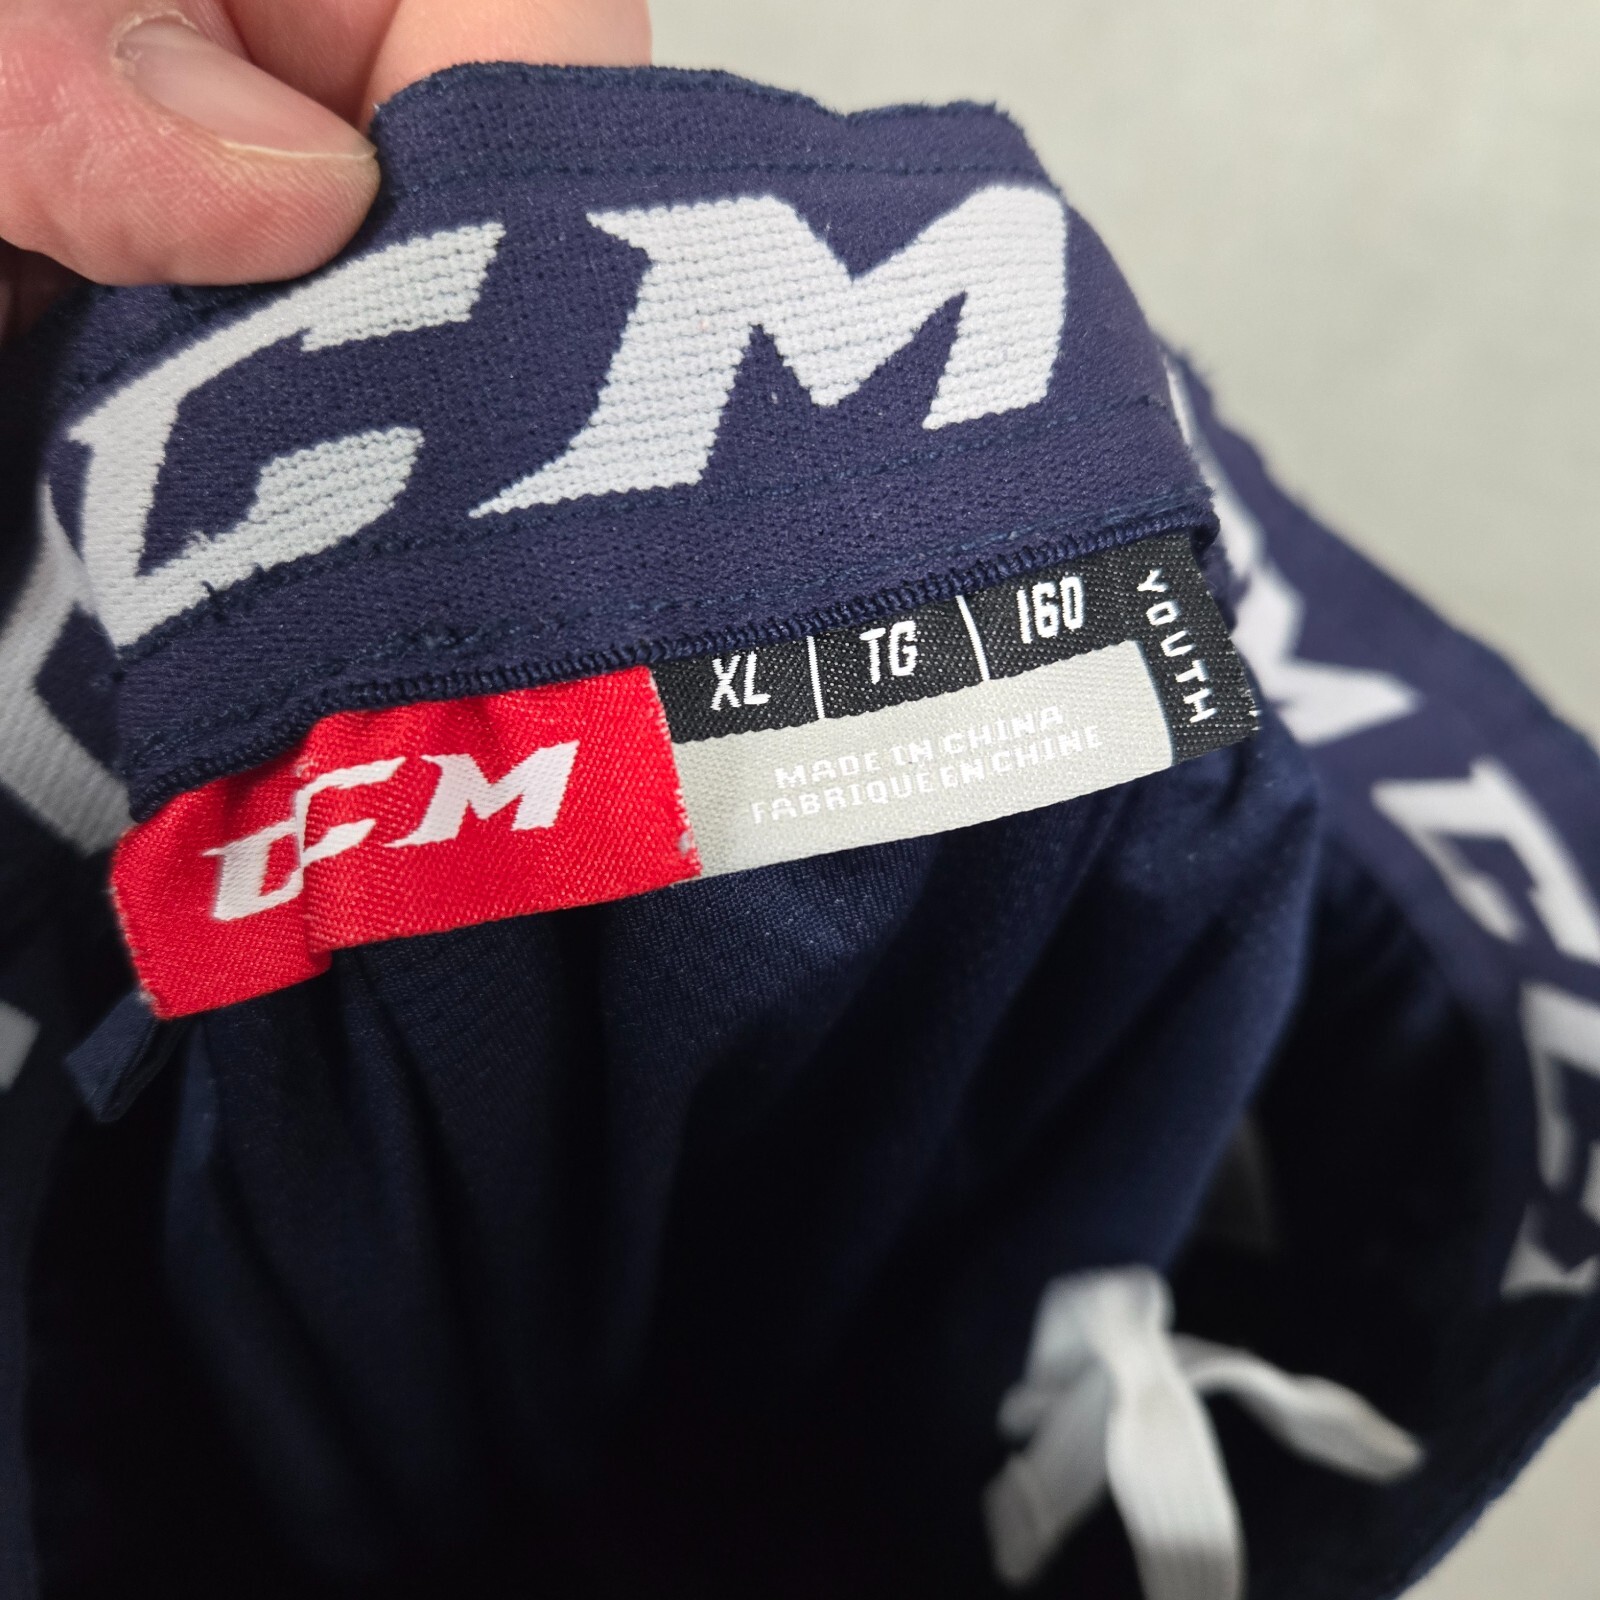 CCM
XL TG 160
YOUTH
CCM
MADE IN CHINA
FABRIQUÉ EN CHINE